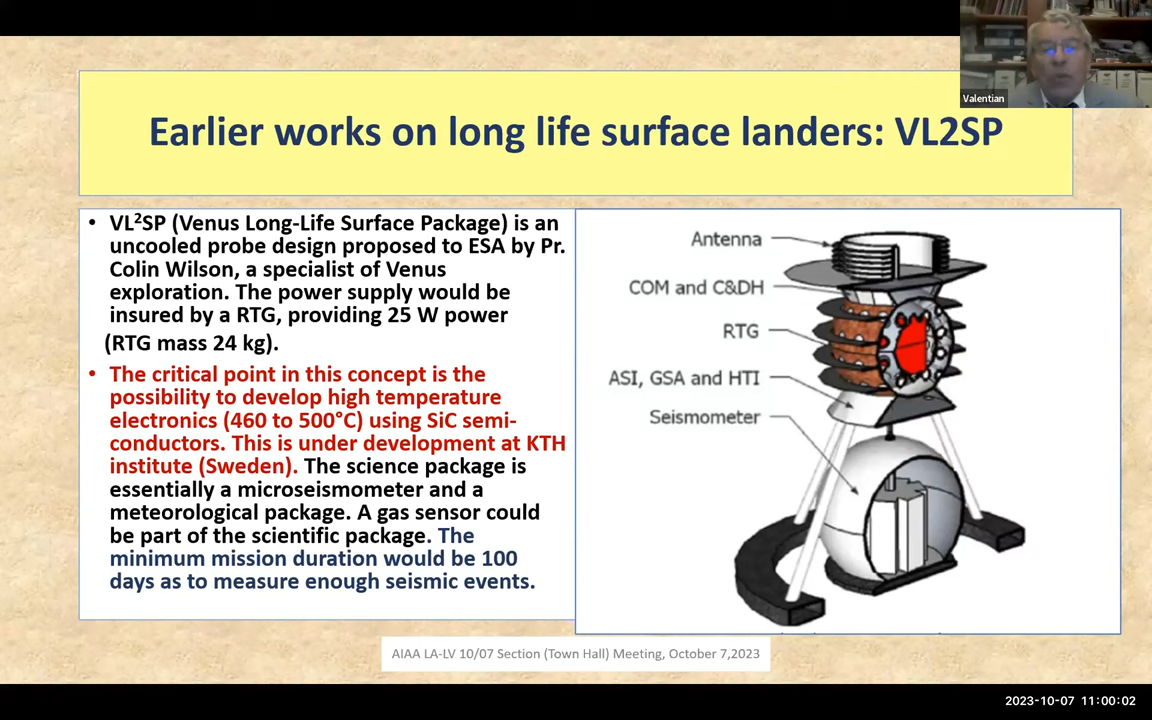 Valentian
Earlier works on long life surface landers: VL2SP
• VL²SP (Venus Long-Life Surface Package) is an
uncooled probe design proposed to ESA by Pr.
Colin Wilson, a specialist of Venus
exploration. The power supply would be
insured by a RTG, providing 25 W power
(RTG mass 24 kg).
• The critical point in this concept is the
possibility to develop high temperature
electronics (460 to 500°C) using SiC semi-
conductors. This is under development at KTH
institute (Sweden). The science package is
essentially a microseismometer and a
meteorological package. A gas sensor could
be part of the scientific package. The
minimum mission duration would be 100
days as to measure enough seismic events.
Antenna
COM and C&DH
RTG
ASI, GSA and HTI
Seismometer
AIAA LA-LV 10/07 Section (Town Hall) Meeting, October 7,2023
2023-10-07 11:00:02